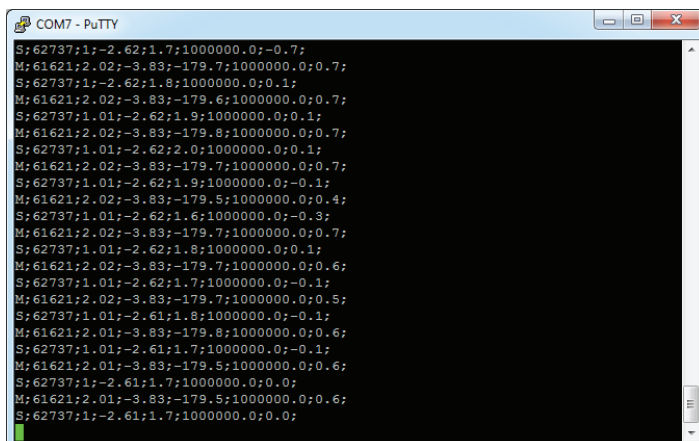 COM7 - PuTTY
S;62737;1;-2.62;1.7;1000000.0;-0.7;
M;61621;2.02;-3.83;-179.7;1000000.0;0.7;
S;62737;1;-2.62;1.8;1000000.0;0.1;
M;61621;2.02;-3.83;-179.6;1000000.0;0.7;
S;62737;1.01;-2.62;1.9;1000000.0;0.1;
M;61621;2.02;-3.83;-179.8;1000000.0;0.7;
S;62737;1.01;-2.62;2.0;1000000.0;0.1;
M;61621;2.02;-3.83;-179.7;1000000.0;0.7;
S;62737;1.01;-2.62;1.9;1000000.0;-0.1;
M;61621;2.02;-3.83;-179.5;1000000.0;0.4;
S;62737;1.01;-2.62;1.6;1000000.0;-0.3;
M;61621;2.02;-3.83;-179.7;1000000.0;0.7;
S;62737;1.01;-2.62;1.8;1000000.0;0.1;
M;61621;2.02;-3.83;-179.7;1000000.0;0.6;
S;62737;1.01;-2.62;1.7;1000000.0;-0.1;
M;61621;2.02;-3.83;-179.7;1000000.0;0.5;
S;62737;1.01;-2.61;1.8;1000000.0;-0.1;
M;61621;2.01;-3.83;-179.8;1000000.0;0.6;
S;62737;1.01;-2.61;1.7;1000000.0;-0.1;
M;61621;2.01;-3.83;-179.5;1000000.0;0.6;
S;62737;1;-2.61;1.7;1000000.0;0.0;
M;61621;2.01;-3.83;-179.5;1000000.0;0.6;
S;62737;1;-2.61;1.7;1000000.0;0.0;